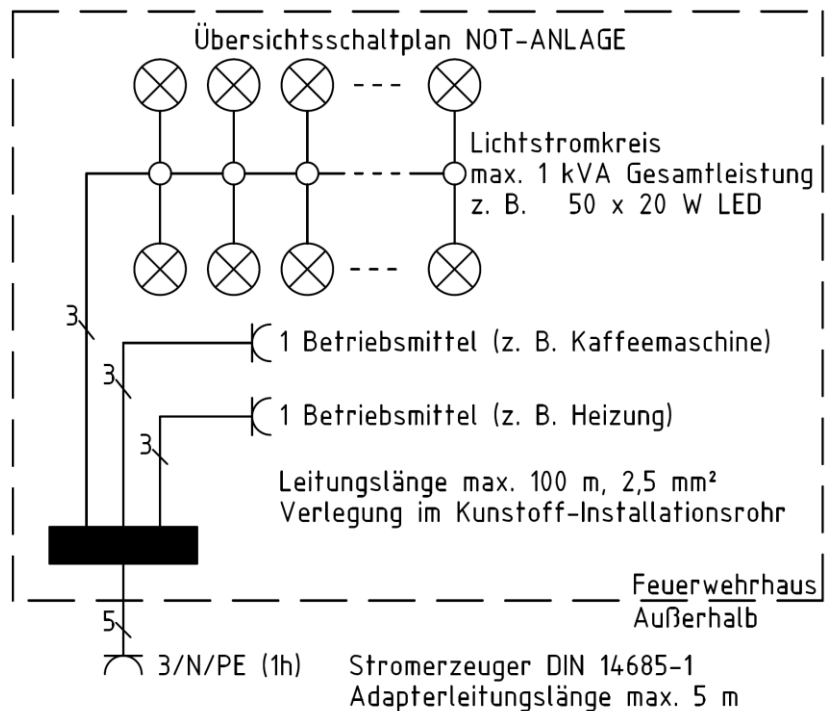 Übersichtsschaltplan NOT-ANLAGE
Lichtstromkreis
max. 1 kVA Gesamtleistung
z. B. 50 x 20 W LED
3
1 Betriebsmittel (z. B. Kaffeemaschine)
3
1 Betriebsmittel (z. B. Heizung)
3
Leitungslänge max. 100 m, 2,5 mm²
Verlegung im Kunstoff-Installationsrohr
Feuerwehrhaus
Außerhalb
5
3/N/PE (1h) Stromerzeuger DIN 14685-1
Adapterleitungslänge max. 5 m